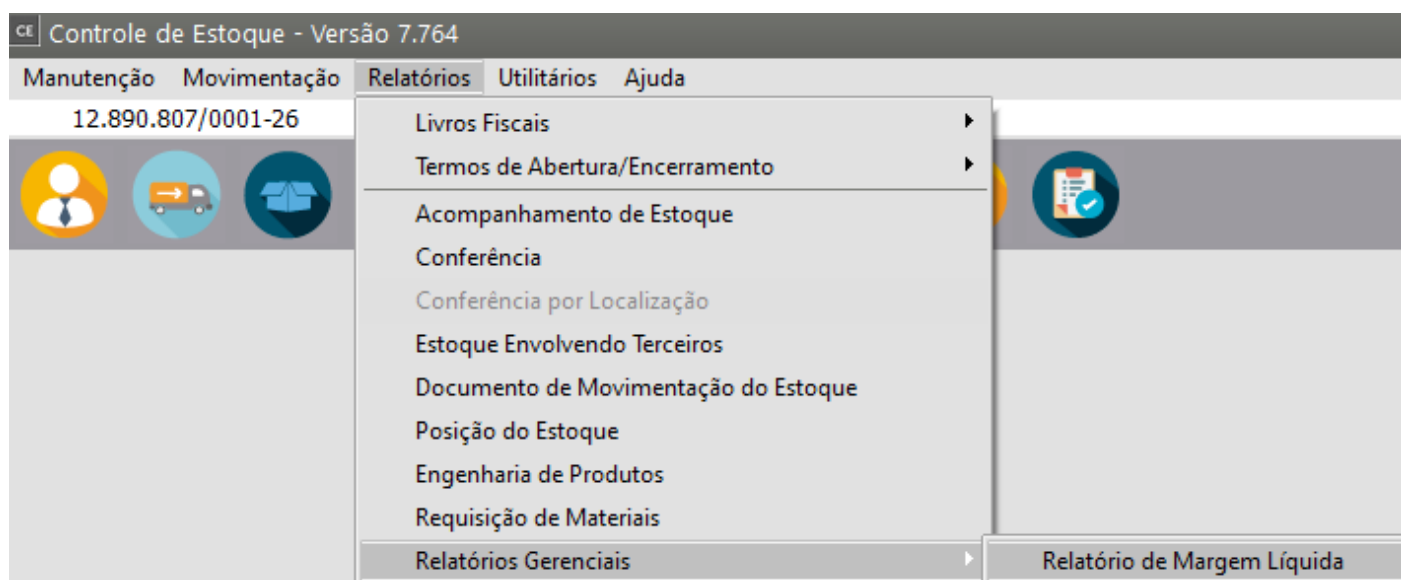 CE Controle de Estoque - Versão 7.764
Manutenção Movimentação Relatórios Utilitários Ajuda
12.890.807/0001-26
Livros Fiscais
Termos de Abertura/Encerramento
Acompanhamento de Estoque
Conferência
Conferência por Localização
Estoque Envolvendo Terceiros
Documento de Movimentação do Estoque
Posição do Estoque
Engenharia de Produtos
Requisição de Materiais
Relatórios Gerenciais
Relatório de Margem Líquida